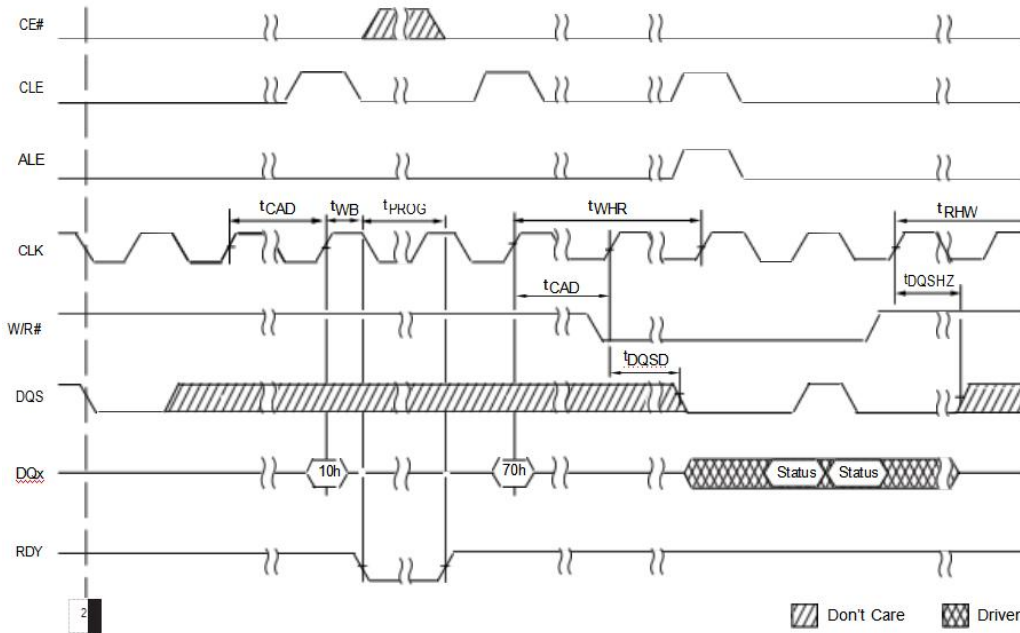 CE#
CLE
ALE
tCAD tWB tPROG tWHR tRHW
CLK
tCAD tDQSHZ
W/R#
tDQSD
DQS
DQx 10h 70h Status Status
RDY
2
Don't Care Driver